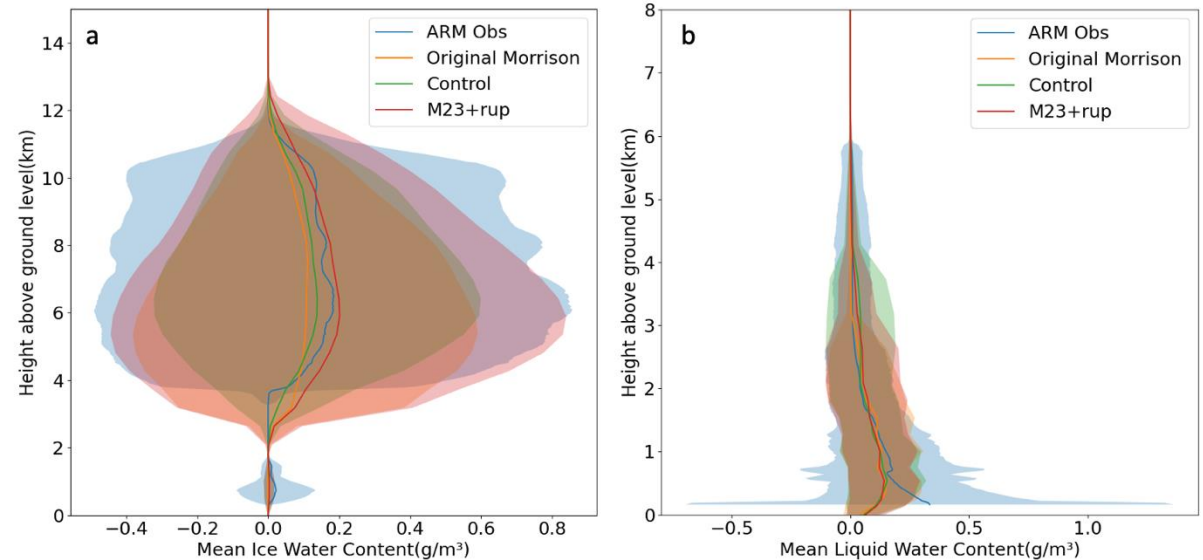 a
ARM Obs
Original Morrison
Control
M23+rup
14
12
10
8
6
4
2
0
Height above ground level(km)
−0.4 −0.2 0.0 0.2 0.4 0.6 0.8
Mean Ice Water Content(g/m³)
b
ARM Obs
Original Morrison
Control
M23+rup
8
7
6
5
4
3
2
1
0
Height above ground level(km)
−0.5 0.0 0.5 1.0
Mean Liquid Water Content(g/m³)